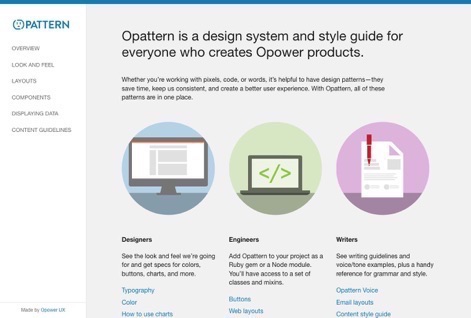 OPATTERN
OVERVIEW
LOOK AND FEEL
LAYOUTS
COMPONENTS
DISPLAYING DATA
CONTENT GUIDELINES
Made by Opower UX
Opattern is a design system and style guide for
everyone who creates Opower products.
Whether you're working with pixels, code, or words, it's helpful to have design patterns—they
save time, keep us consistent, and create a better user experience. With Opattern, all of these
patterns are in one place.
</>
Designers
See the look and feel we're going
for and get specs for colors,
buttons, charts, and more.
Typography
Color
How to use charts
Engineers
Add Opattern to your project as a
Ruby gem or a Node module.
You'll have access to a set of
classes and mixins.
Buttons
Web layouts
Writers
See writing guidelines and
voice/tone examples, plus a handy
reference for grammar and style.
Opattern Voice
Email layouts
Content style guide